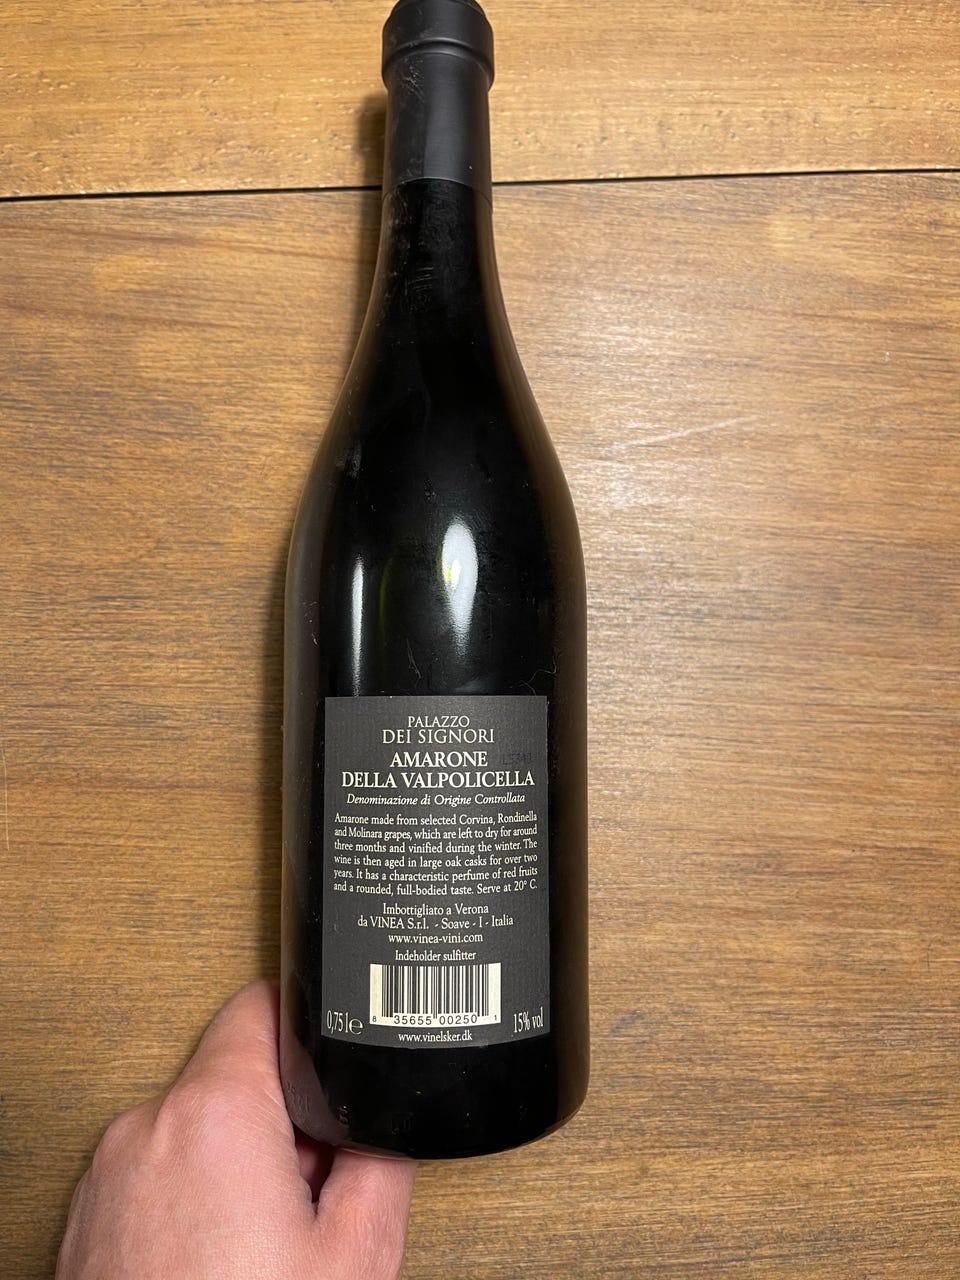 PALAZZO
DEI SIGNORI
AMARONE
DELLA VALPOLICELLA
Denominazione di Origine Controllata
Amarone made from selected Corvina, Rondinella
and Molinara grapes, which are left to dry for around
three months and vinified during the winter. The
wine is then aged in large oak casks for over two
years. It has a characteristic perfume of red fruits
and a rounded, full-bodied taste. Serve at 20° C.
Imbottigliato a Verona
da VINEA S.r.l. - Soave - I - Italia
www.vinea-vini.com
Indeholder sulfitter
8 35655 00250 1
0,75 l e 15% vol
www.vinelsker.dk